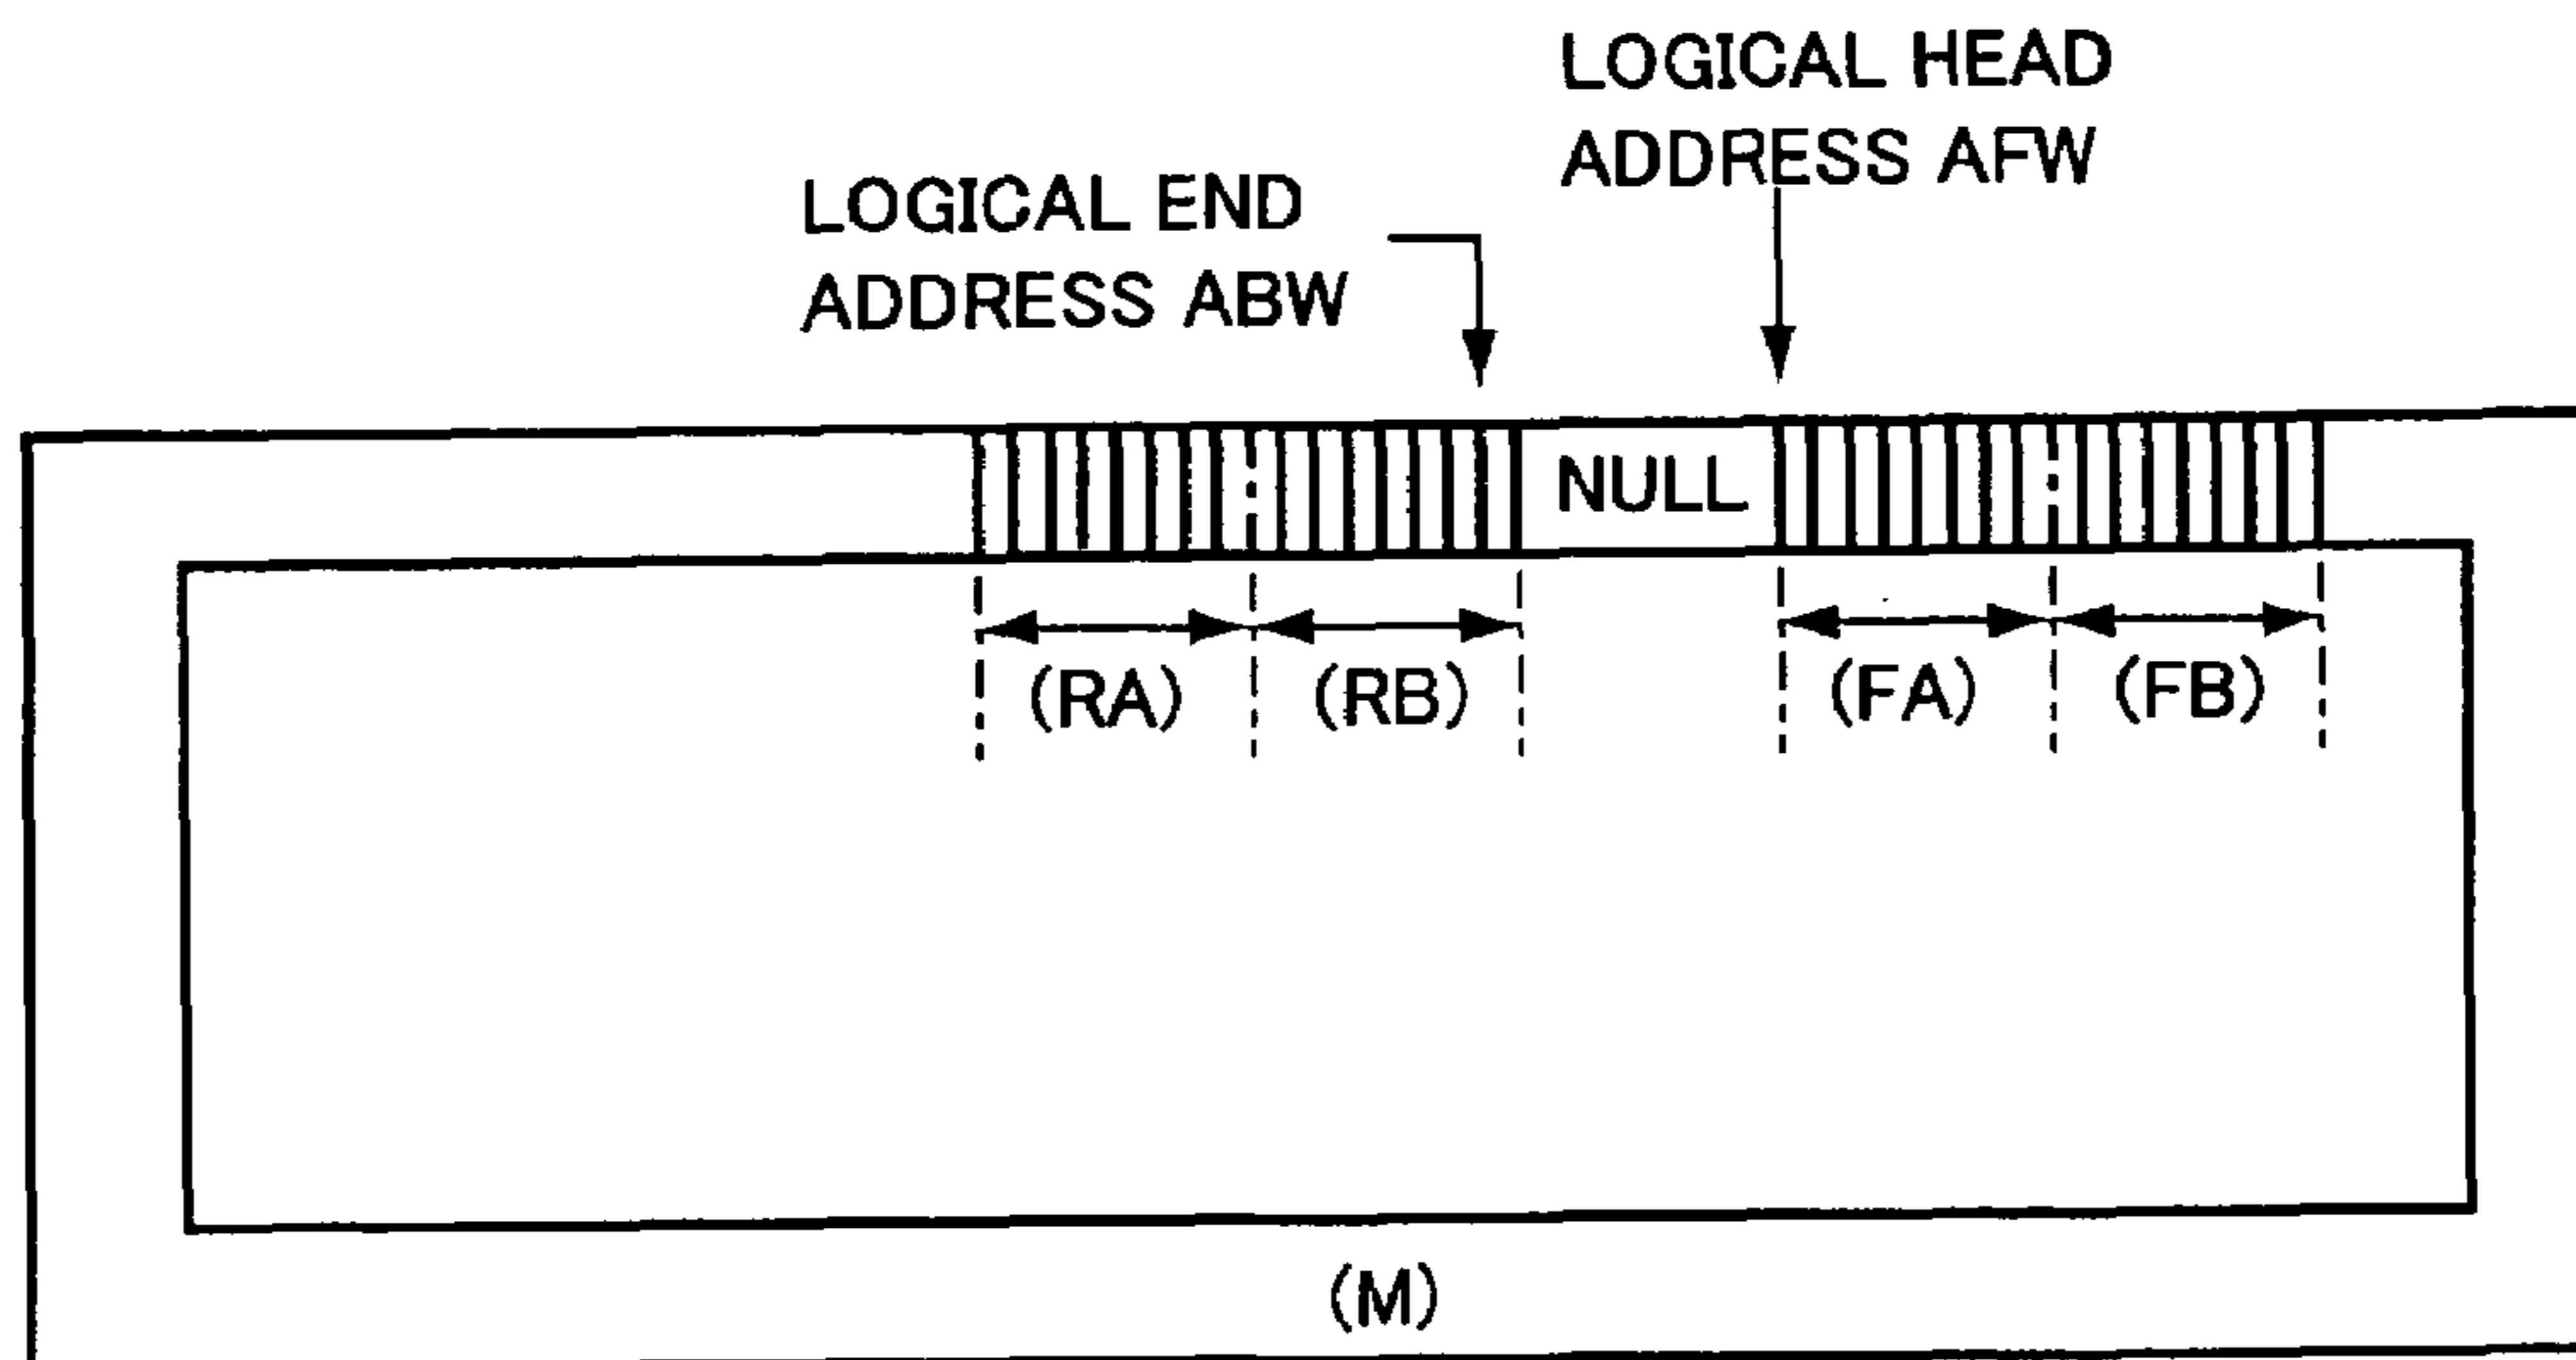 LOGICAL HEAD
ADDRESS AFW
LOGICAL END
ADDRESS ABW
NULL
(RA) (RB) (FA) (FB)
(M)